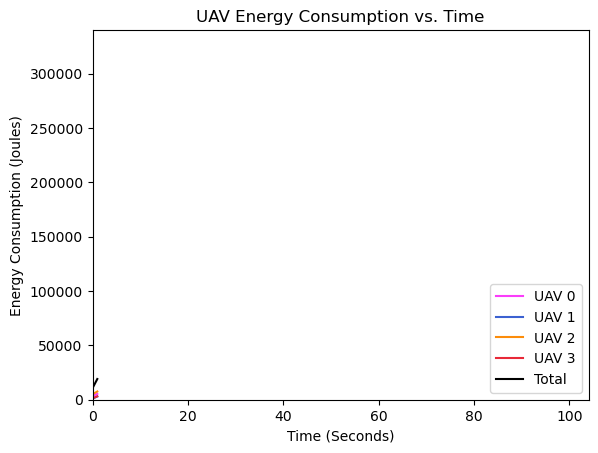 UAV Energy Consumption vs. Time
300000
250000
200000
150000
100000
50000
0
Energy Consumption (Joules)
0 20 40 60 80 100
Time (Seconds)
UAV 0
UAV 1
UAV 2
UAV 3
Total